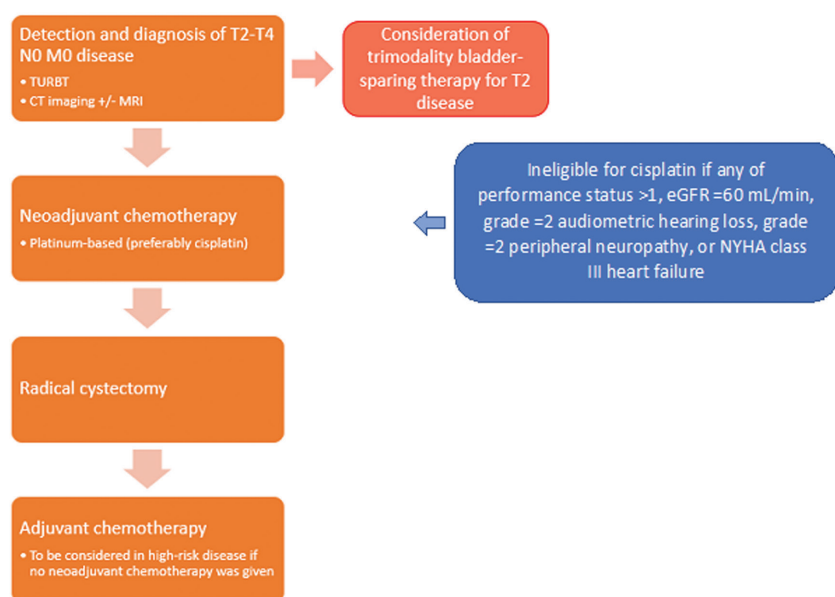 Detection and diagnosis of T2-T4
N0 M0 disease
• TURBT
• CT imaging +/- MRI
Consideration of
trimodality bladder-
sparing therapy for T2
disease
Neoadjuvant chemotherapy
• Platinum-based (preferably cisplatin)
Ineligible for cisplatin if any of
performance status >1, eGFR =60 mL/min,
grade =2 audiometric hearing loss, grade
=2 peripheral neuropathy, or NYHA class
III heart failure
Radical cystectomy
Adjuvant chemotherapy
• To be considered in high-risk disease if
no neoadjuvant chemotherapy was given